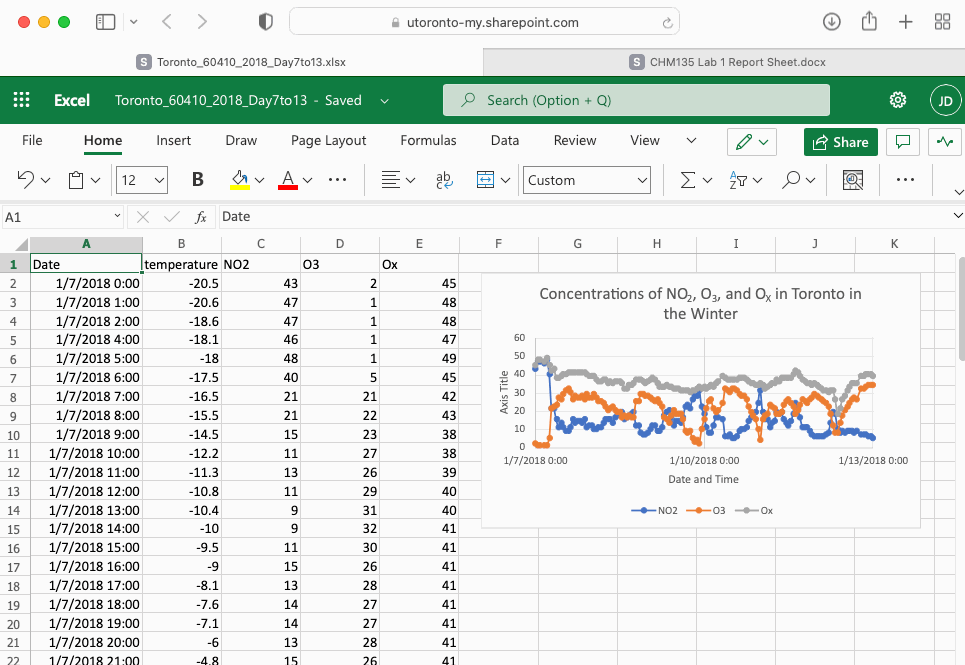 utoronto-my.sharepoint.com
S Toronto_60410_2018_Day7to13.xlsx S CHM135 Lab 1 Report Sheet.docx
Excel Toronto_60410_2018_Day7to13 - Saved Search (Option + Q) JD
File Home Insert Draw Page Layout Formulas Data Review View Share
12 B A ab Custom
A1 fx Date
A B C D E F G H I J K
1 Date temperature NO2 O3 Ox
2 1/7/2018 0:00 -20.5 43 2 45
3 1/7/2018 1:00 -20.6 47 1 48
4 1/7/2018 2:00 -18.6 47 1 48
5 1/7/2018 4:00 -18.1 46 1 47
6 1/7/2018 5:00 -18 48 1 49
7 1/7/2018 6:00 -17.5 40 5 45
8 1/7/2018 7:00 -16.5 21 21 42
9 1/7/2018 8:00 -15.5 21 22 43
10 1/7/2018 9:00 -14.5 15 23 38
11 1/7/2018 10:00 -12.2 11 27 38
12 1/7/2018 11:00 -11.3 13 26 39
13 1/7/2018 12:00 -10.8 11 29 40
14 1/7/2018 13:00 -10.4 9 31 40
15 1/7/2018 14:00 -10 9 32 41
16 1/7/2018 15:00 -9.5 11 30 41
17 1/7/2018 16:00 -9 15 26 41
18 1/7/2018 17:00 -8.1 13 28 41
19 1/7/2018 18:00 -7.6 14 27 41
20 1/7/2018 19:00 -7.1 14 27 41
21 1/7/2018 20:00 -6 13 28 41
22 1/7/2018 21:00 -4.8 15 26 41
Concentrations of NO₂, O₃, and Oₓ in Toronto in
the Winter
Axis Title
60
50
40
30
20
10
0
1/7/2018 0:00 1/10/2018 0:00 1/13/2018 0:00
Date and Time
NO2 O3 Ox